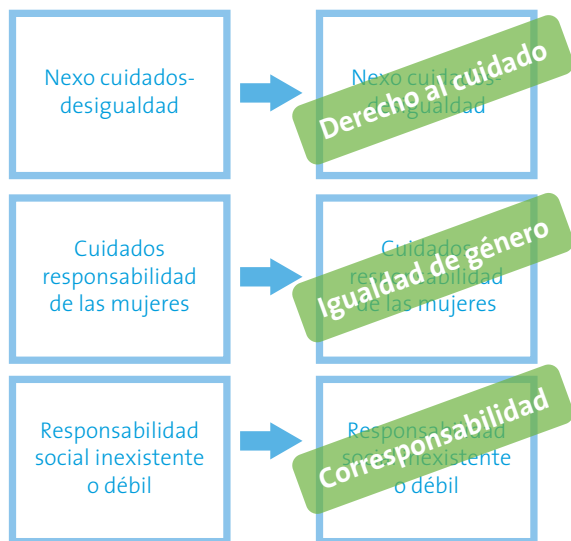 Nexo cuidados-
desigualdad
Nexo cuidados-
desigualdad
Derecho al cuidado
Cuidados
responsabilidad
de las mujeres
Cuidados
responsabilidad
de las mujeres
Igualdad de género
Responsabilidad
social inexistente
o débil
Responsabilidad
social inexistente
o débil
Corresponsabilidad